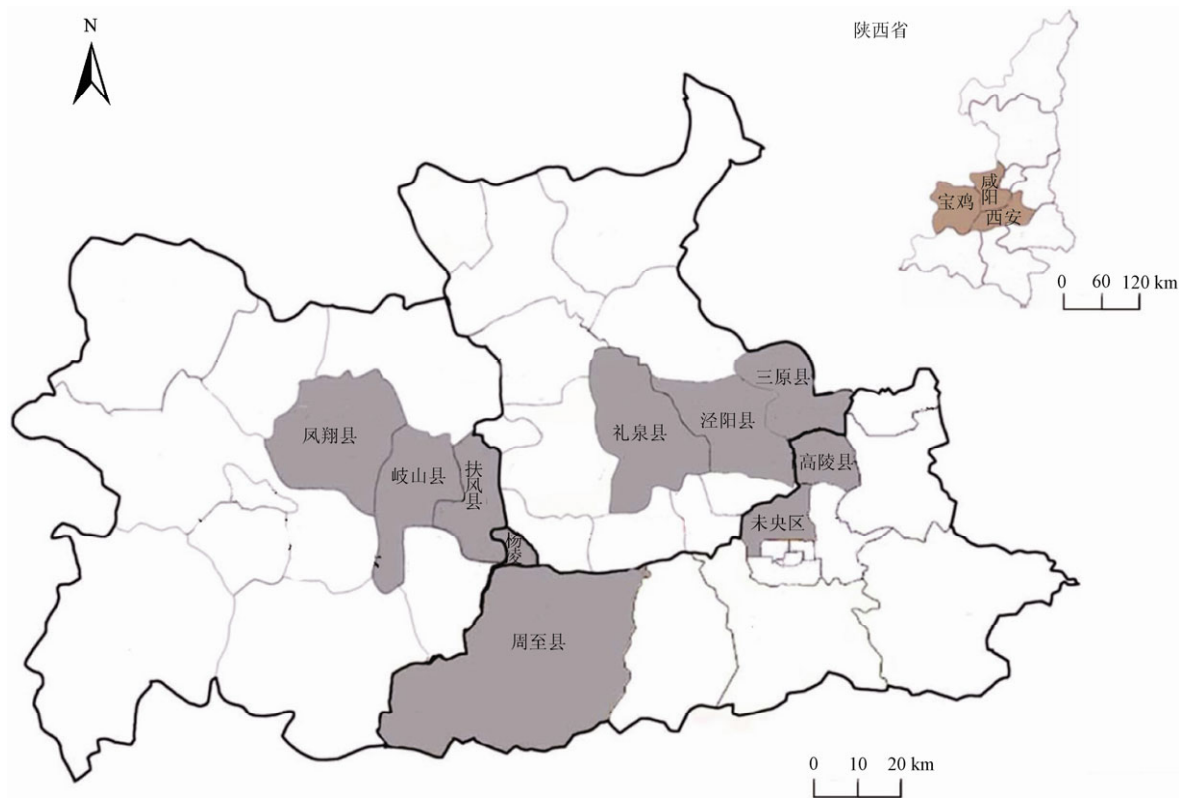 N
陕西省
咸阳
宝鸡
西安
0 60 120 km
三原县
凤翔县
礼泉县
泾阳县
岐山县
扶风县
高陵县
未央区
杨凌
周至县
0 10 20 km